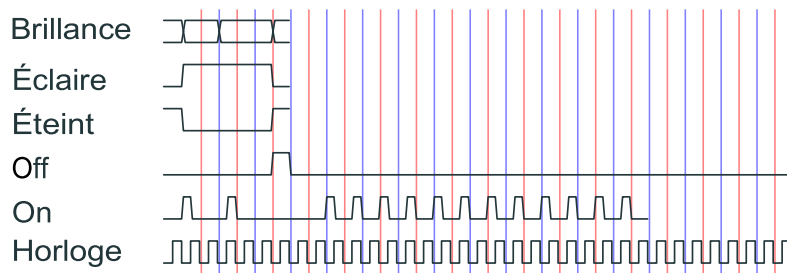 Brillance
Éclaire
Éteint
Off
On
Horloge